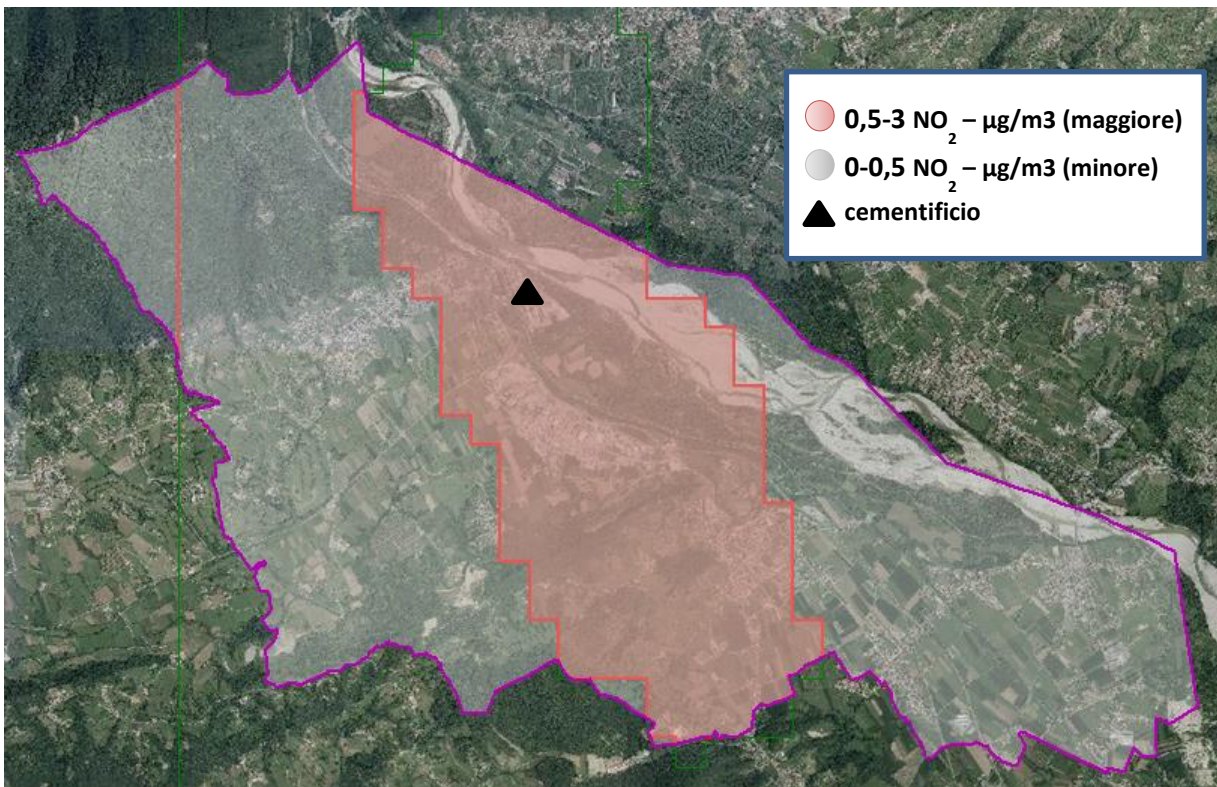 0,5-3 NO2 – µg/m3 (maggiore)
0-0,5 NO2 – µg/m3 (minore)
cementificio